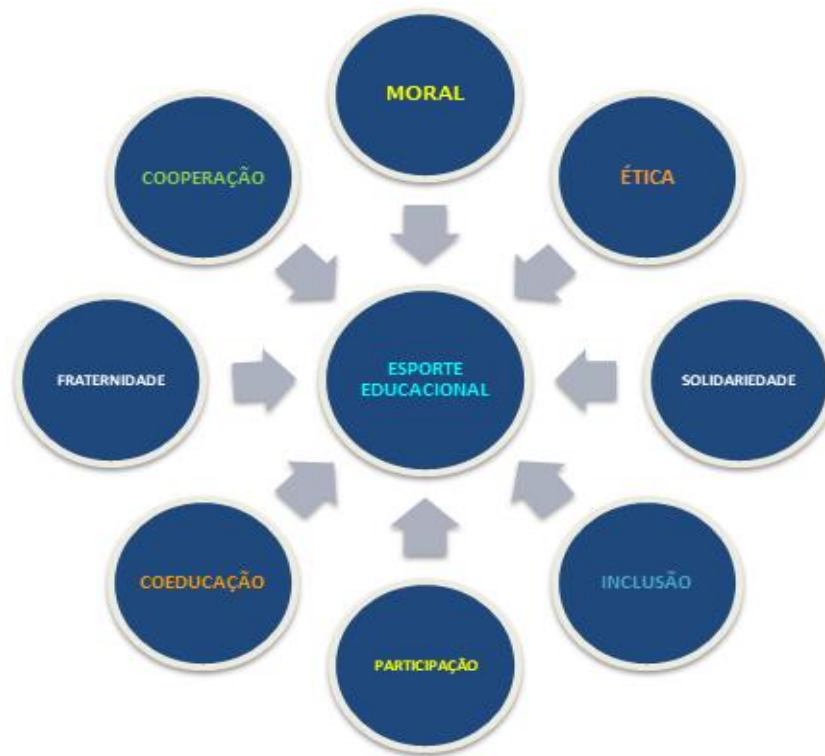 MORAL
COOPERAÇÃO
ÉTICA
FRATERNIDADE
ESPORTE
EDUCACIONAL
SOLIDARIEDADE
COEDUCAÇÃO
INCLUSÃO
PARTICIPAÇÃO